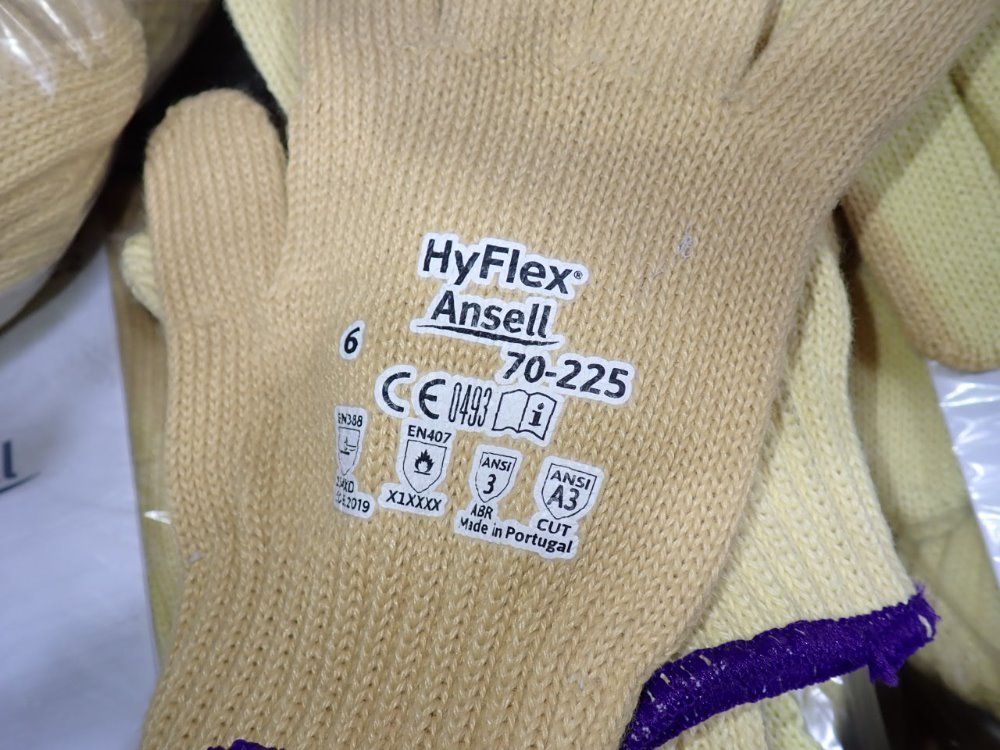 HyFlex®
Ansell
6
70-225
CE 0493 i
EN388
EN407
ANSI
3
ANSI
A3
X1XXXX
ABR
CUT
Made in Portugal